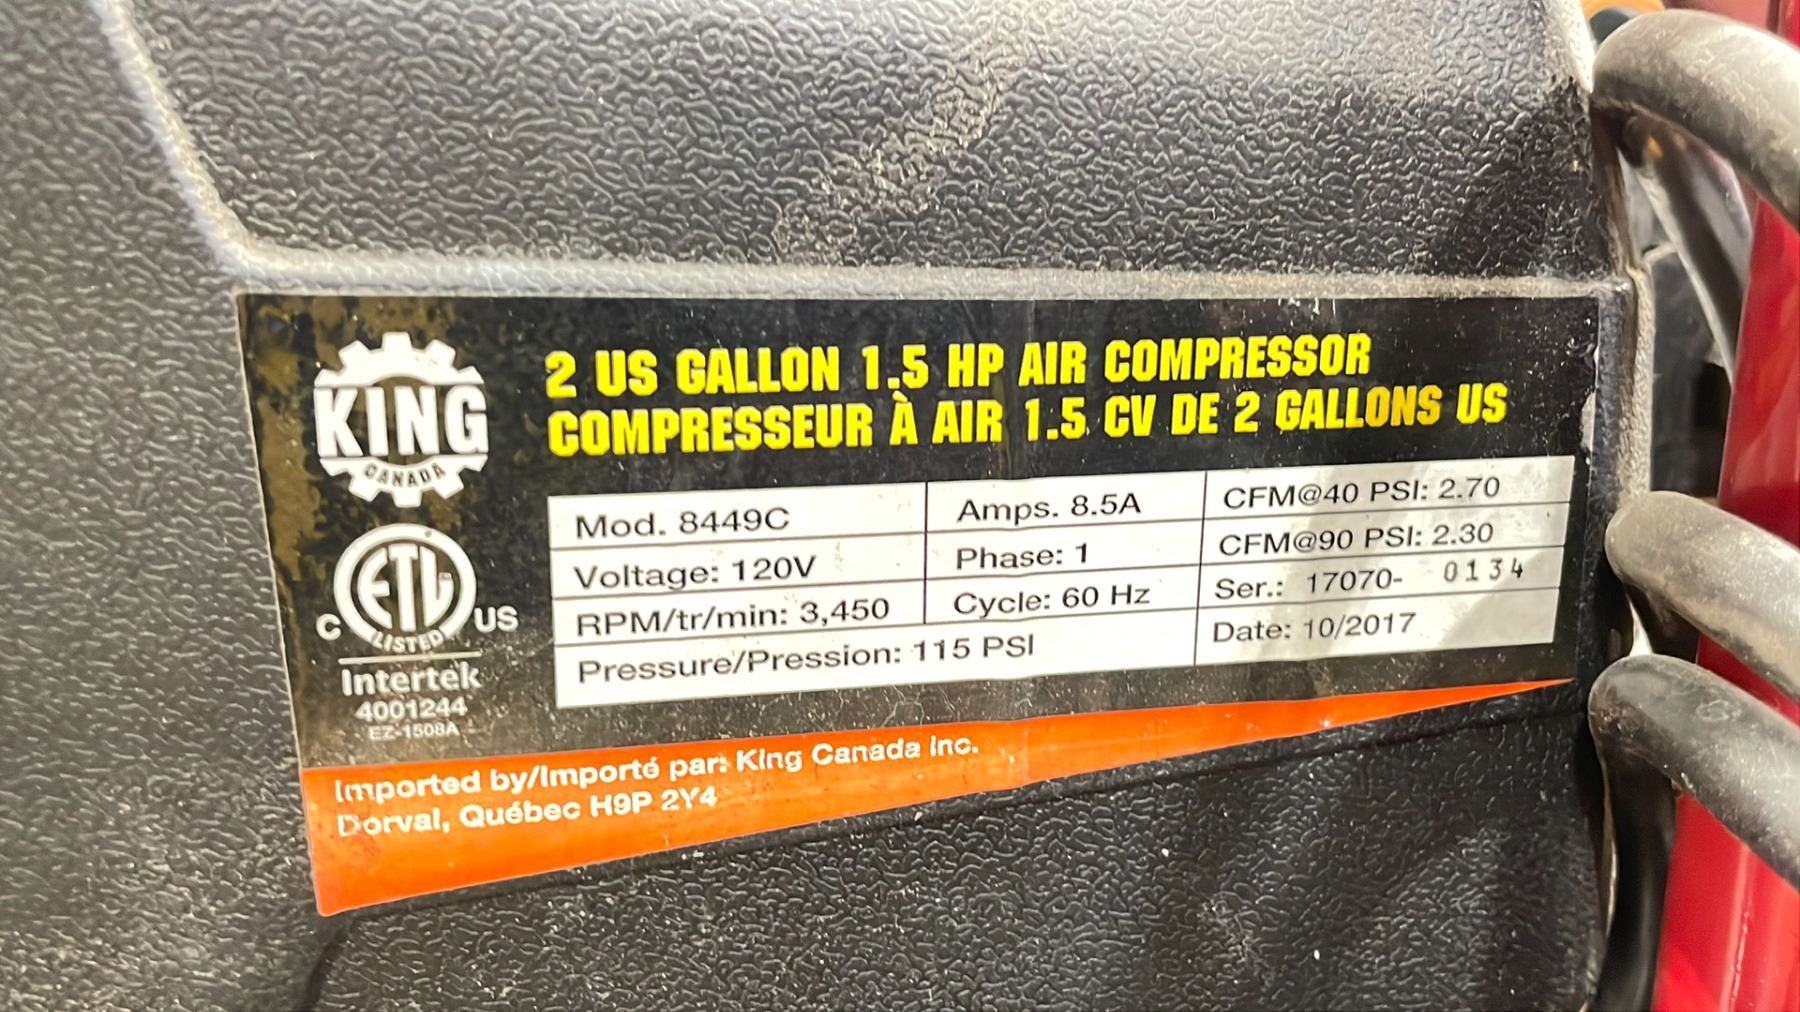 KING
CANADA
2 US GALLON 1.5 HP AIR COMPRESSOR
COMPRESSEUR À AIR 1.5 CV DE 2 GALLONS US
Mod. 8449C
Amps. 8.5A
CFM@40 PSI: 2.70
Voltage: 120V
Phase: 1
CFM@90 PSI: 2.30
RPM/tr/min: 3,450
Cycle: 60 Hz
Ser.: 17070- 0134
Pressure/Pression: 115 PSI
Date: 10/2017
C ETL US
LISTED
Intertek
4001244
EZ-1508A
Imported by/Importé par: King Canada Inc.
Dorval, Québec H9P 2Y4